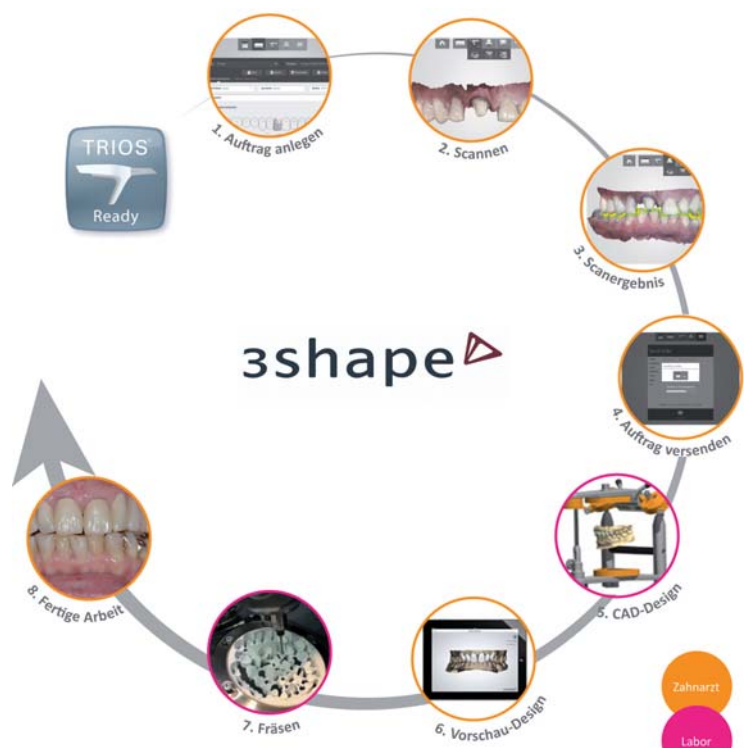 TRIOS®
Ready
1. Auftrag anlegen
2. Scannen
3. Scanergebnis
4. Auftrag versenden
5. CAD-Design
6. Vorschau-Design
7. Fräsen
8. Fertige Arbeit
3shape
Zahnarzt
Labor